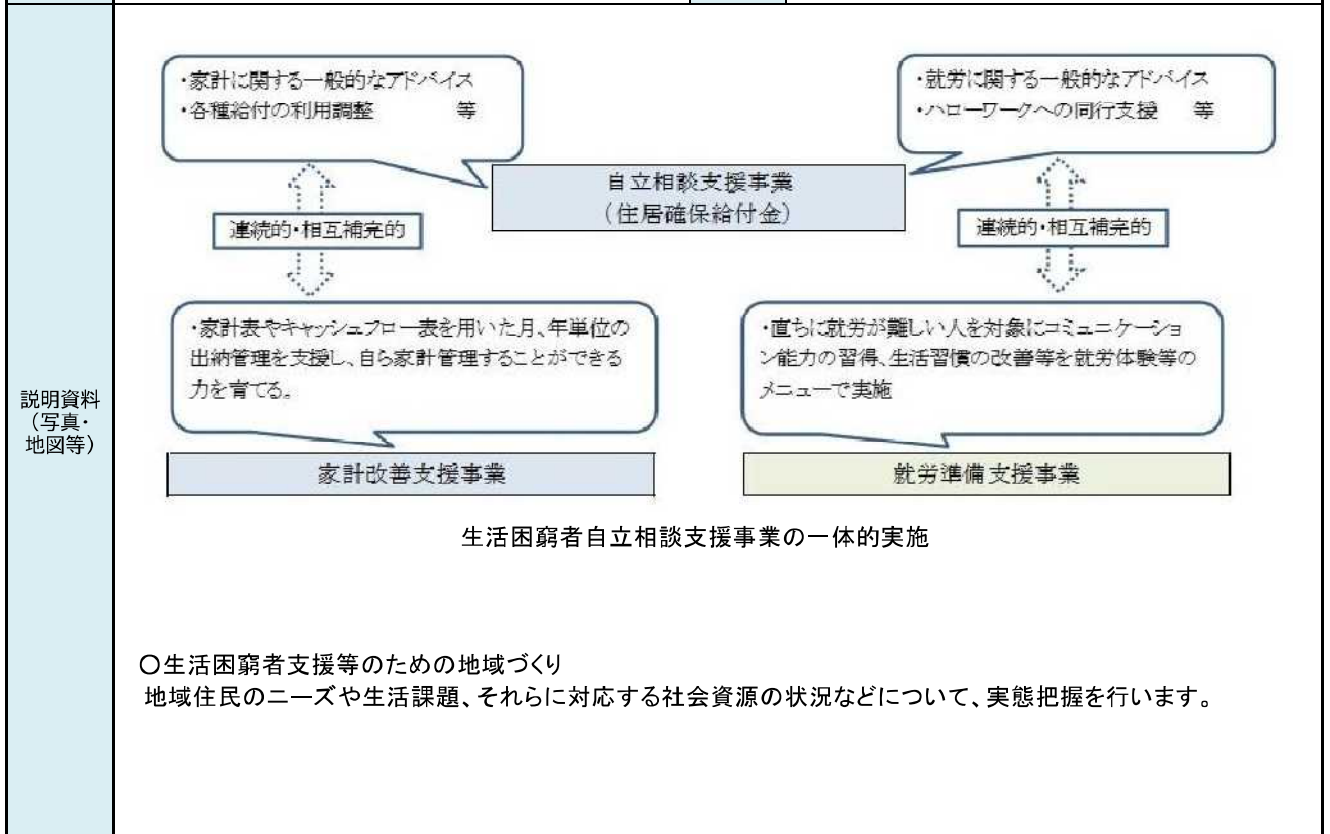 説明資料
（写真・
地図等）
・家計に関する一般的なアドバイス
・各種給付の利用調整　　　　等
・就労に関する一般的なアドバイス
・ハローワークへの同行支援　　等
自立相談支援事業
（住居確保給付金）
連続的・相互補完的
連続的・相互補完的
・家計表やキャッシュフロー表を用いた月、年単位の
出納管理を支援し、自ら家計管理することができる
力を育てる。
・直ちに就労が難しい人を対象にコミュニケーショ
ン能力の習得、生活習慣の改善等を就労体験等の
メニューで実施
家計改善支援事業
就労準備支援事業
生活困窮者自立相談支援事業の一体的実施
〇生活困窮者支援等のための地域づくり
地域住民のニーズや生活課題、それらに対応する社会資源の状況などについて、実態把握を行います。